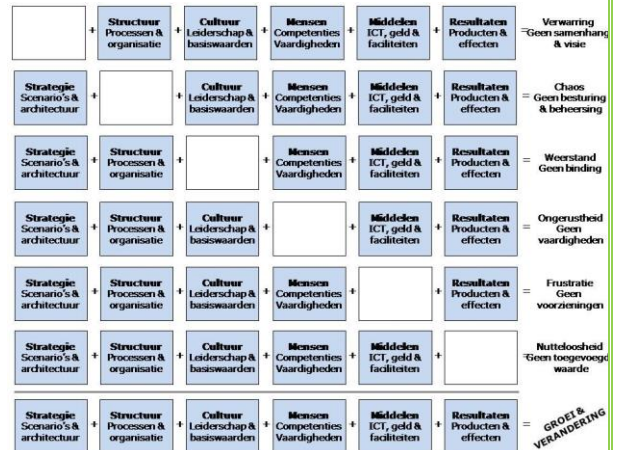 + Structuur Processen & organisatie + Cultuur Leiderschap & basiswaarden + Mensen Competenties Vaardigheden + Middelen ICT, geld & faciliteiten + Resultaten Producten & effecten = Verwarring Geen samenhang & visie
Strategie Scenario's & architectuur + + Cultuur Leiderschap & basiswaarden + Mensen Competenties Vaardigheden + Middelen ICT, geld & faciliteiten + Resultaten Producten & effecten = Chaos Geen besturing & beheersing
Strategie Scenario's & architectuur + Structuur Processen & organisatie + + Mensen Competenties Vaardigheden + Middelen ICT, geld & faciliteiten + Resultaten Producten & effecten = Weerstand Geen binding
Strategie Scenario's & architectuur + Structuur Processen & organisatie + Cultuur Leiderschap & basiswaarden + + Middelen ICT, geld & faciliteiten + Resultaten Producten & effecten = Ongerustheid Geen vaardigheden
Strategie Scenario's & architectuur + Structuur Processen & organisatie + Cultuur Leiderschap & basiswaarden + Mensen Competenties Vaardigheden + + Resultaten Producten & effecten = Frustratie Geen voorzieningen
Strategie Scenario's & architectuur + Structuur Processen & organisatie + Cultuur Leiderschap & basiswaarden + Mensen Competenties Vaardigheden + Middelen ICT, geld & faciliteiten + = Nutteloosheid Geen toegevoegd waarde
Strategie Scenario's & architectuur + Structuur Processen & organisatie + Cultuur Leiderschap & basiswaarden + Mensen Competenties Vaardigheden + Middelen ICT, geld & faciliteiten + Resultaten Producten & effecten = GROEI & VERANDERING